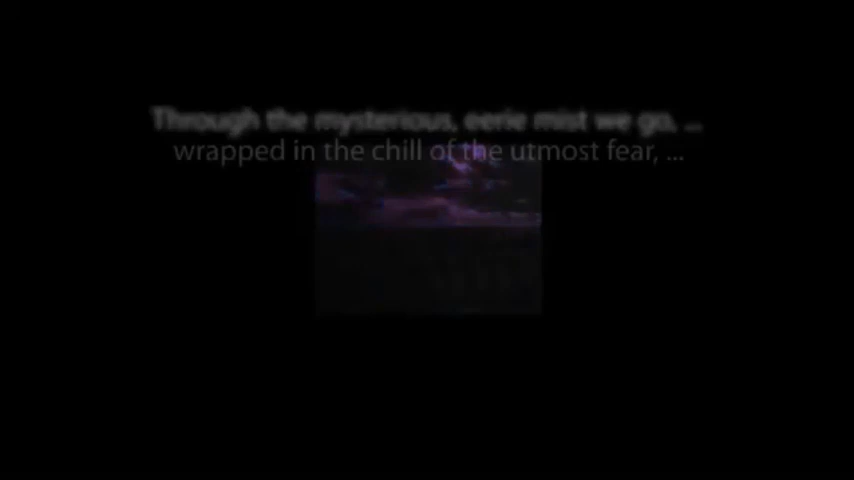 Through the mysterious, eerie mist we go, ...
wrapped in the chill of the utmost fear, ...